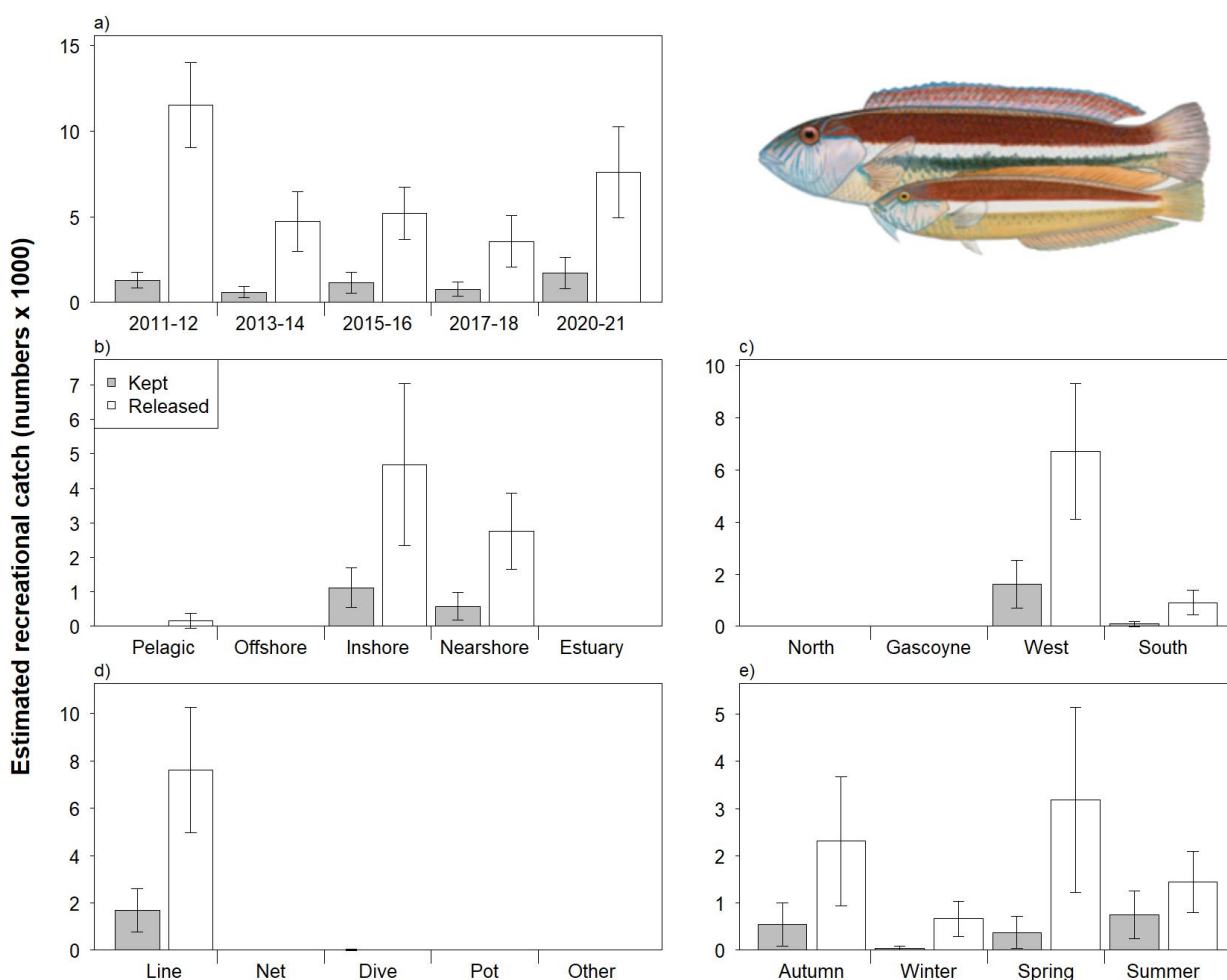 Estimated recreational catch (numbers x 1000)
a)
15
10
5
0
2011-12 2013-14 2015-16 2017-18 2020-21
b)
Kept
Released
7
6
5
4
3
2
1
0
Pelagic Offshore Inshore Nearshore Estuary
c)
10
8
6
4
2
0
North Gascoyne West South
d)
10
8
6
4
2
0
Line Net Dive Pot Other
e)
5
4
3
2
1
0
Autumn Winter Spring Summer